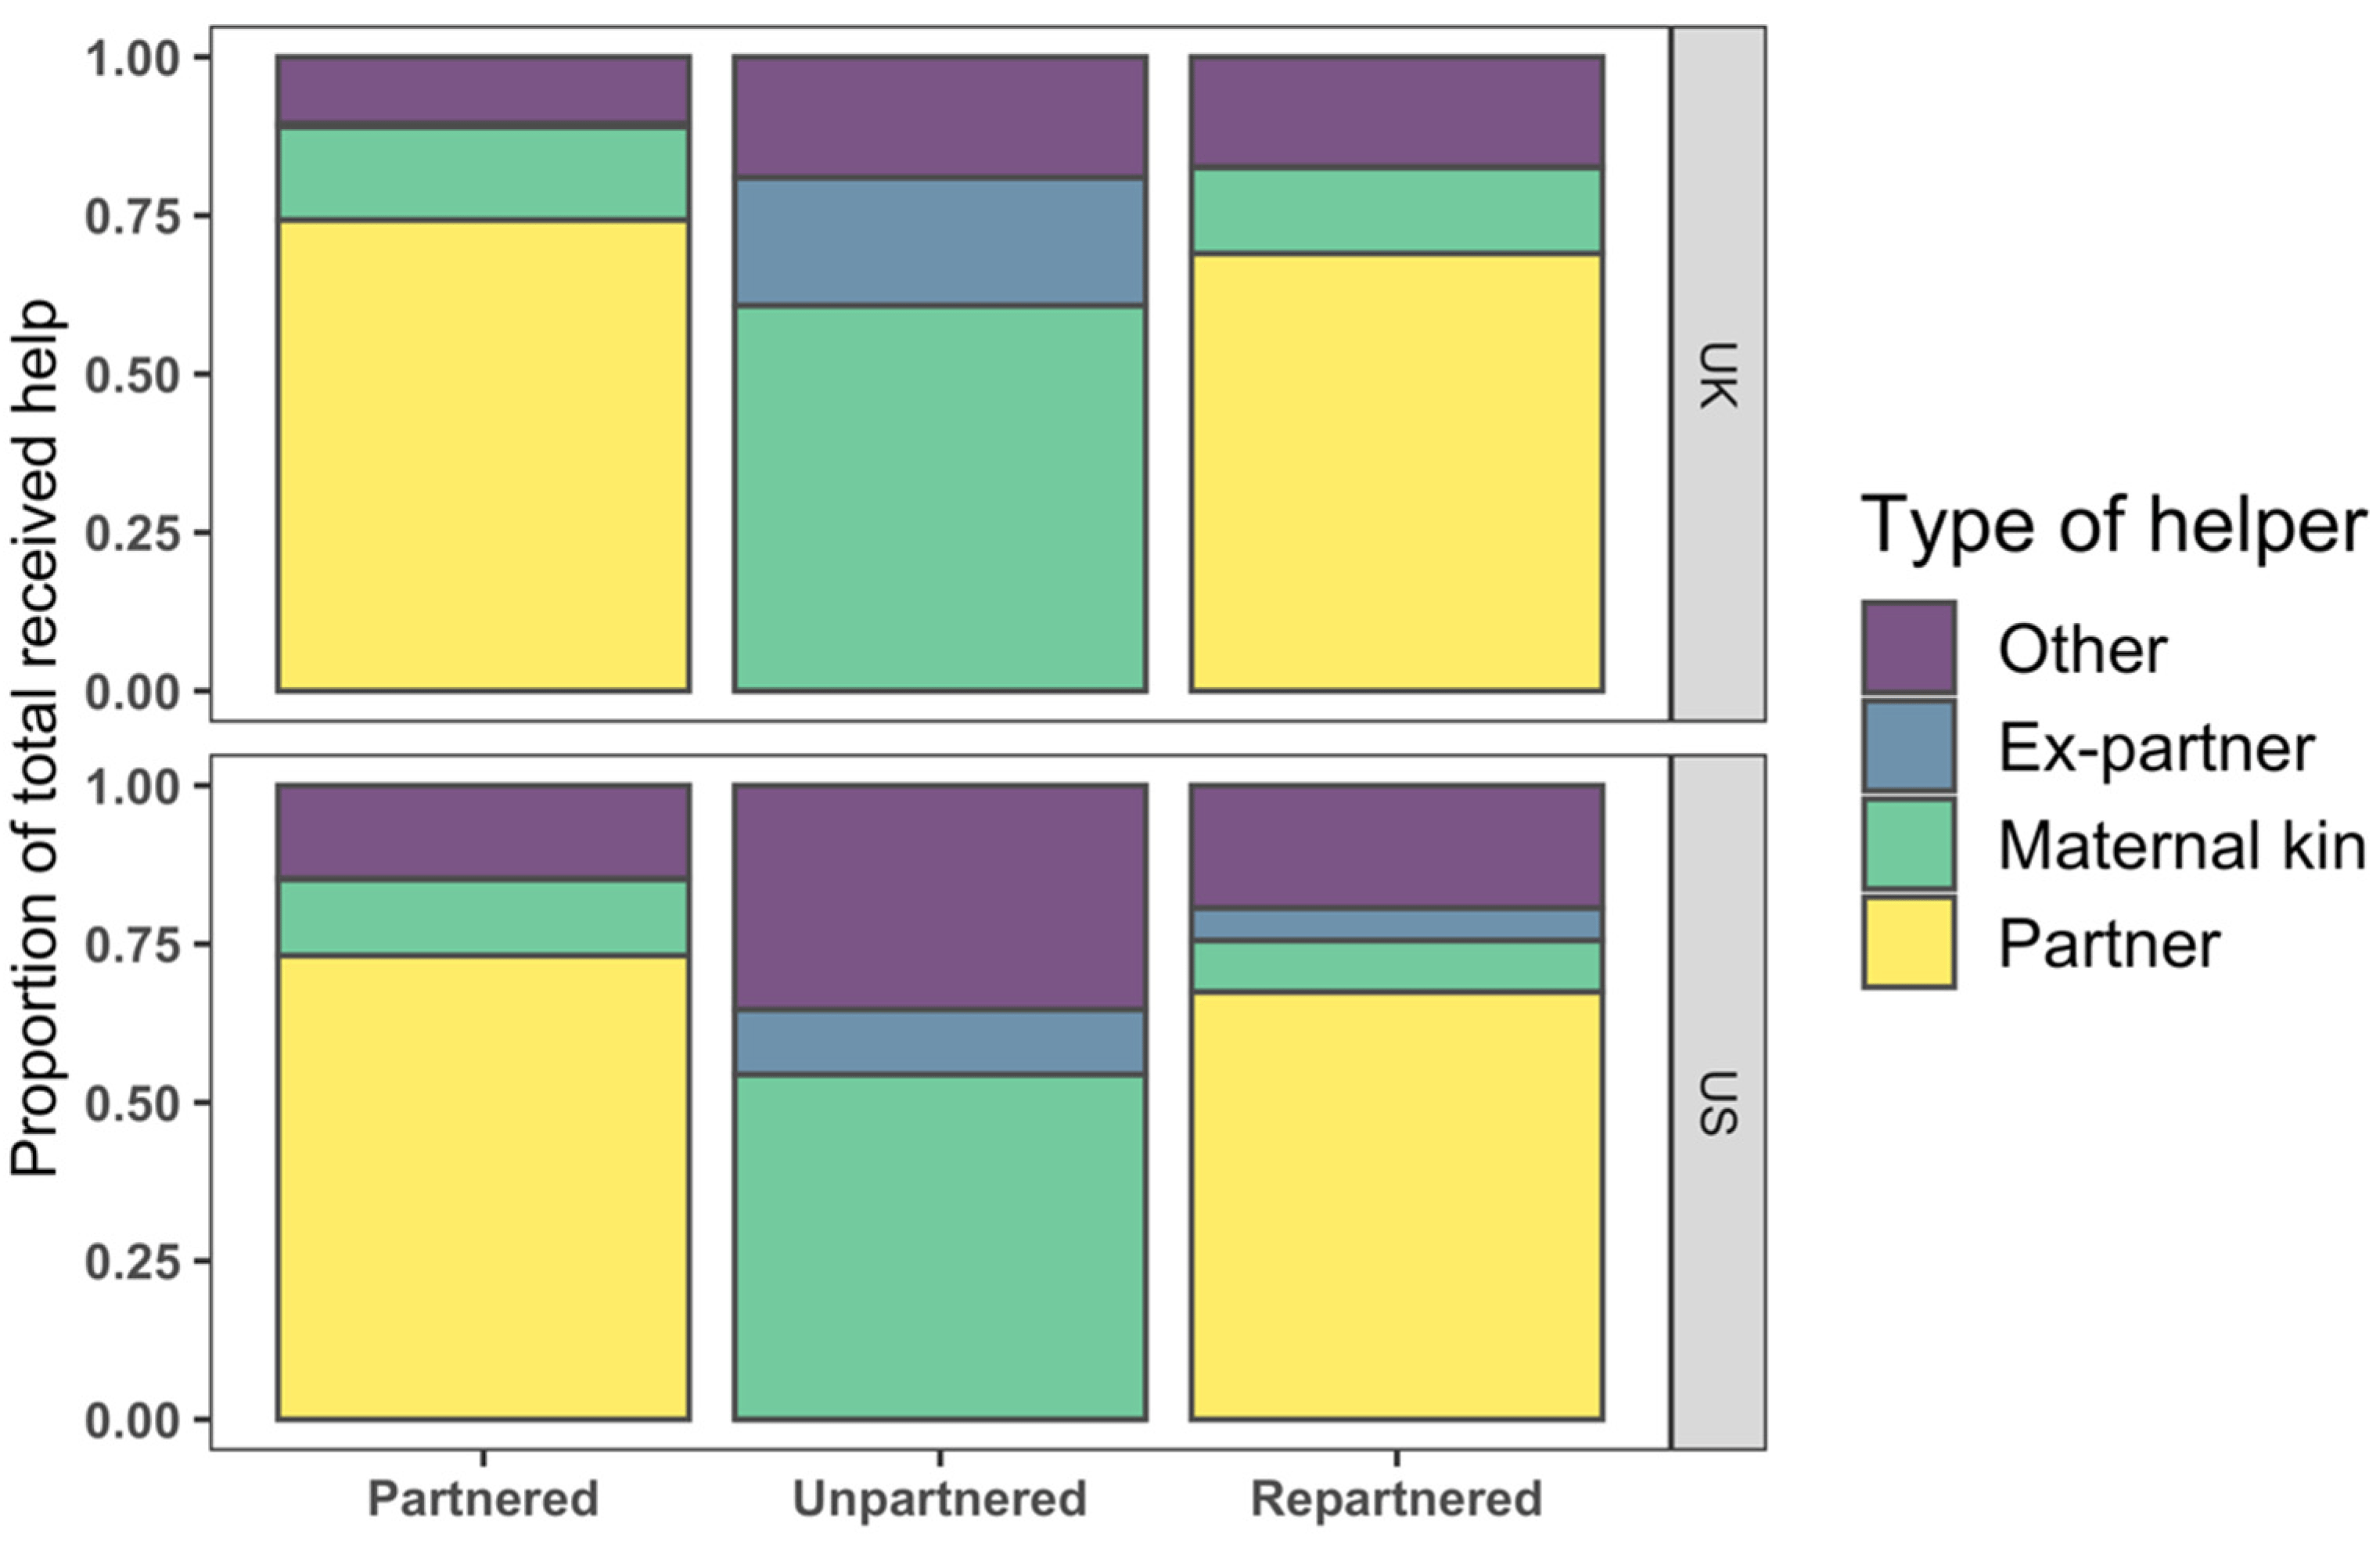 Proportion of total received help
1.00
0.75
0.50
0.25
0.00
UK
1.00
0.75
0.50
0.25
0.00
US
Partnered
Unpartnered
Repartnered
Type of helper
Other
Ex-partner
Maternal kin
Partner